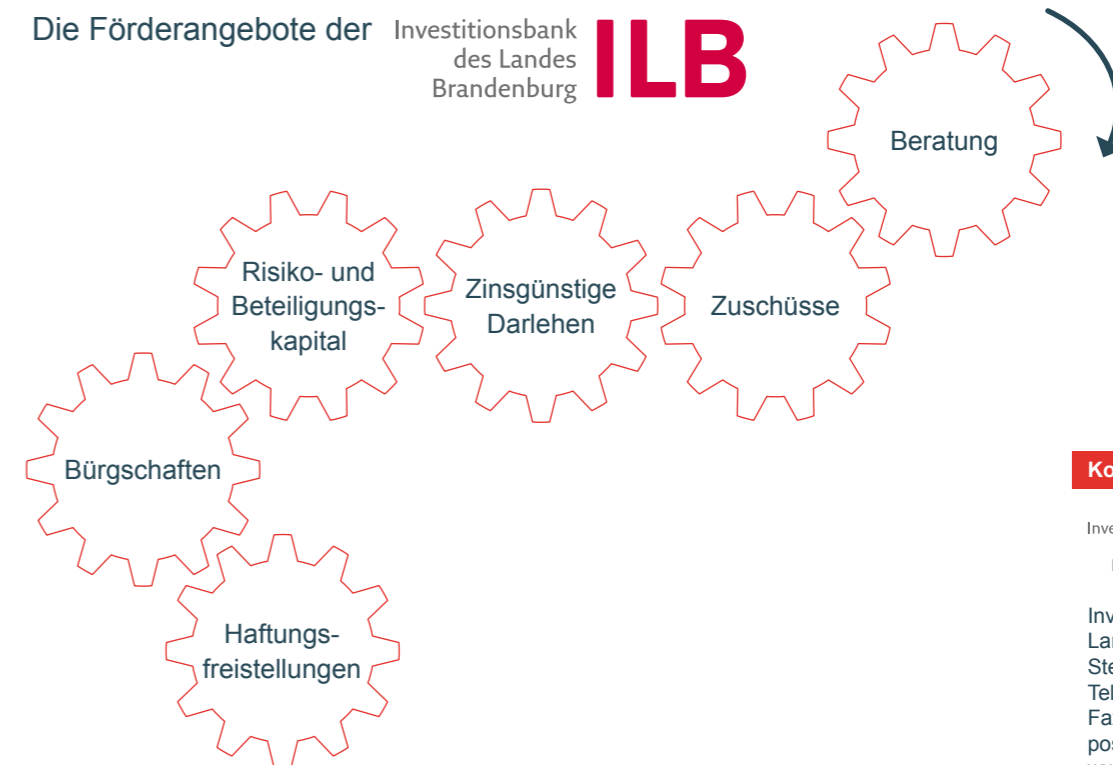 Die Förderangebote der
Investitionsbank
des Landes
Brandenburg
ILB
Beratung
Risiko- und
Beteiligungs-
kapital
Zinsgünstige
Darlehen
Zuschüsse
Bürgschaften
Haftungs-
freistellungen